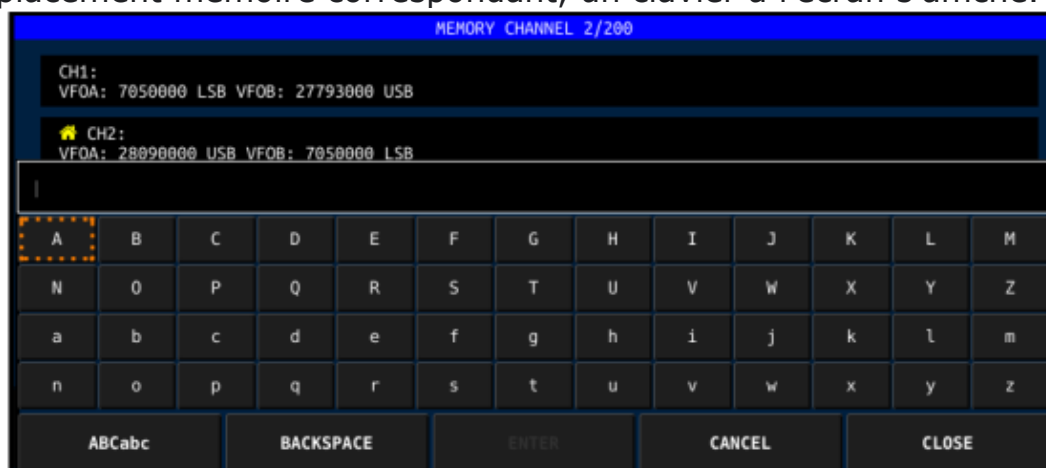 placement mémoire correspondant, un clavier à l'écran s'affiche.
MEMORY CHANNEL 2/200
CH1:
VFOA: 7050000 LSB VFOB: 27793000 USB
CH2:
VFOA: 28090000 USB VFOB: 7050000 LSB
A B C D E F G H I J K L M
N O P Q R S T U V W X Y Z
a b c d e f g h i j k l m
n o p q r s t u v w x y z
ABCabc BACKSPACE ENTER CANCEL CLOSE